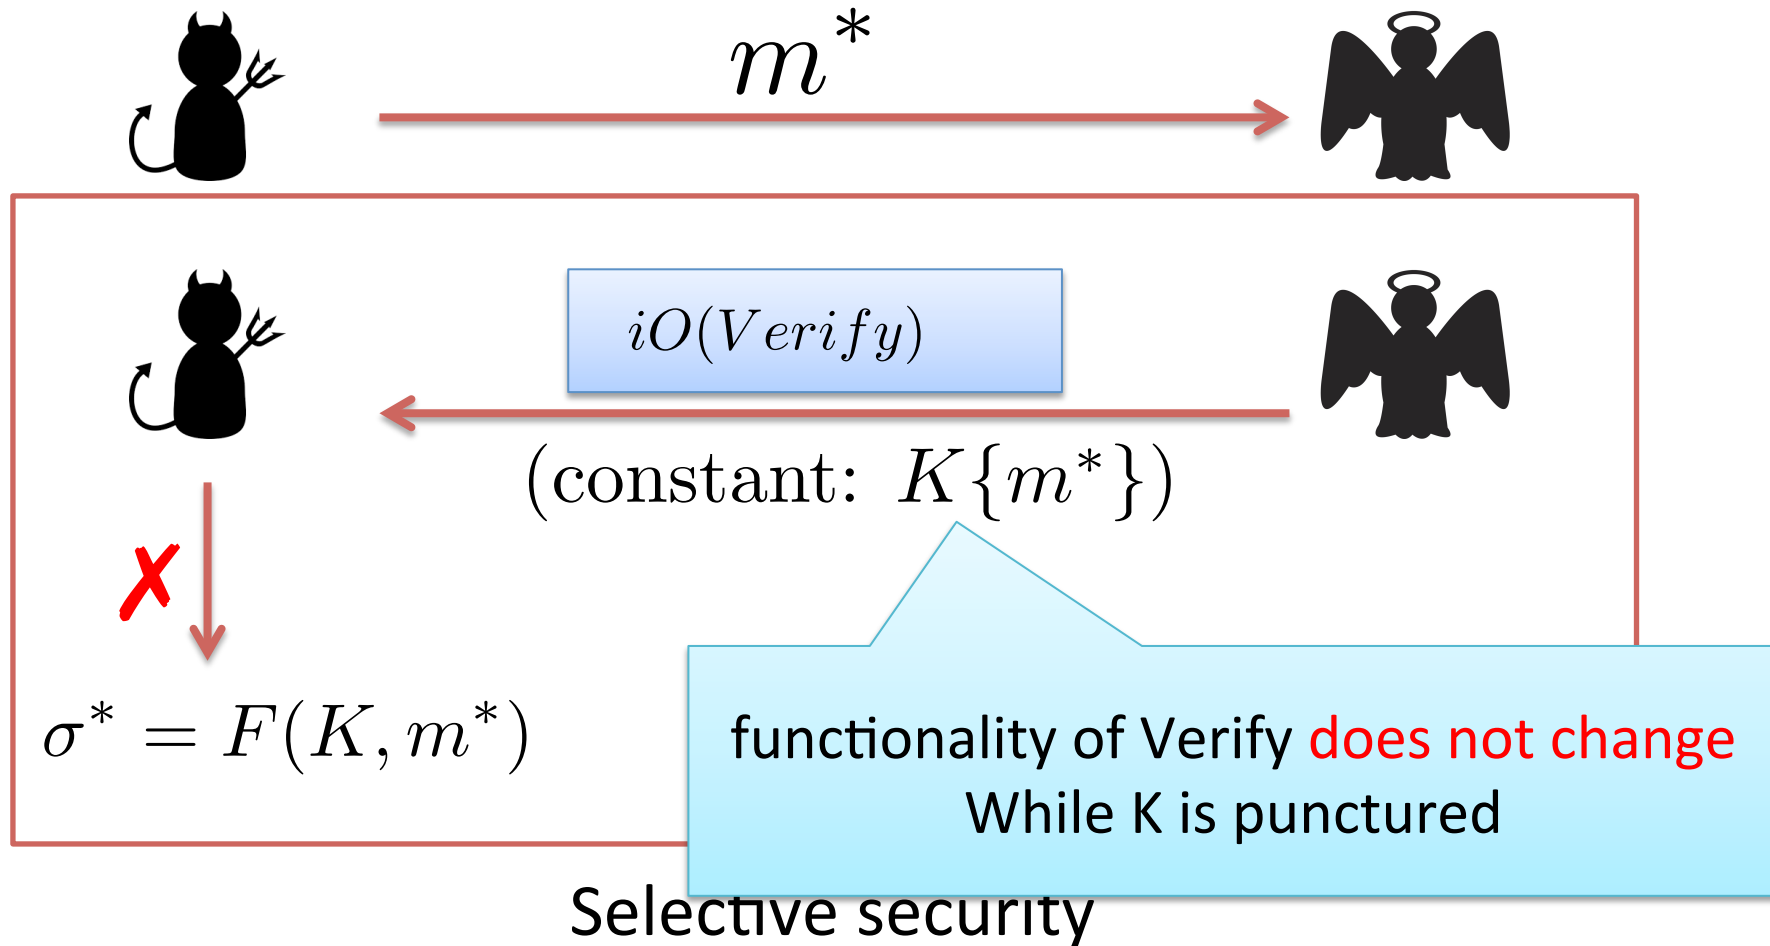 m*
iO(Verify)
(constant: K{m*})
σ* = F(K, m*)
functionality of Verify does not change
While K is punctured
Selective security